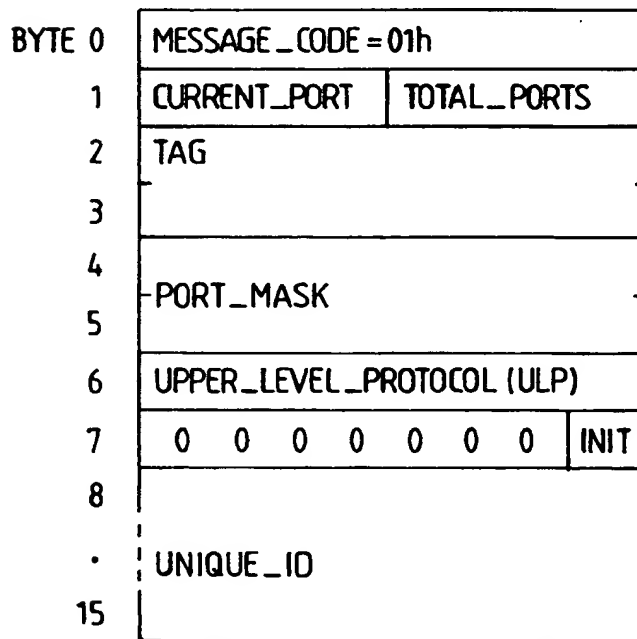 BYTE 0 MESSAGE_CODE = 01h
1 CURRENT_PORT TOTAL_PORTS
2 TAG
3
4
PORT_MASK
5
6 UPPER_LEVEL_PROTOCOL (ULP)
7 0 0 0 0 0 0 0 INIT
8
• UNIQUE_ID
15